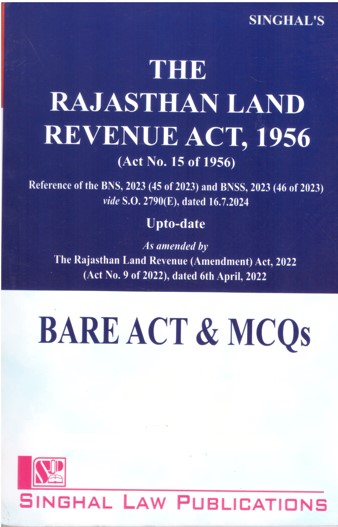 SINGHAL'S
THE
RAJASTHAN LAND
REVENUE ACT, 1956
(Act No. 15 of 1956)
Reference of the BNS, 2023 (45 of 2023) and BNSS, 2023 (46 of 2023)
vide S.O. 2790(E), dated 16.7.2024
Upto-date
As amended by
The Rajasthan Land Revenue (Amendment) Act, 2022
(Act No. 9 of 2022), dated 6th April, 2022
BARE ACT & MCQs
SINGHAL LAW PUBLICATIONS